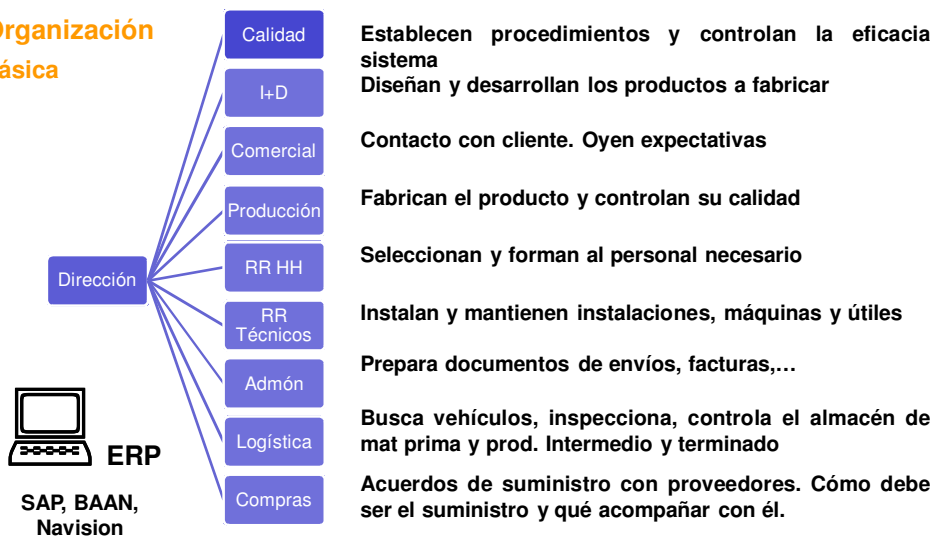 Organización
ásica
Calidad
Establecen procedimientos y controlan la eficacia
sistema
I+D
Diseñan y desarrollan los productos a fabricar
Comercial
Contacto con cliente. Oyen expectativas
Producción
Fabrican el producto y controlan su calidad
Dirección
RR HH
Seleccionan y forman al personal necesario
RR
Técnicos
Instalan y mantienen instalaciones, máquinas y útiles
Admón
Prepara documentos de envíos, facturas,…
Logística
Busca vehículos, inspecciona, controla el almacén de
mat prima y prod. Intermedio y terminado
Compras
Acuerdos de suministro con proveedores. Cómo debe
ser el suministro y qué acompañar con él.
ERP
SAP, BAAN,
Navision